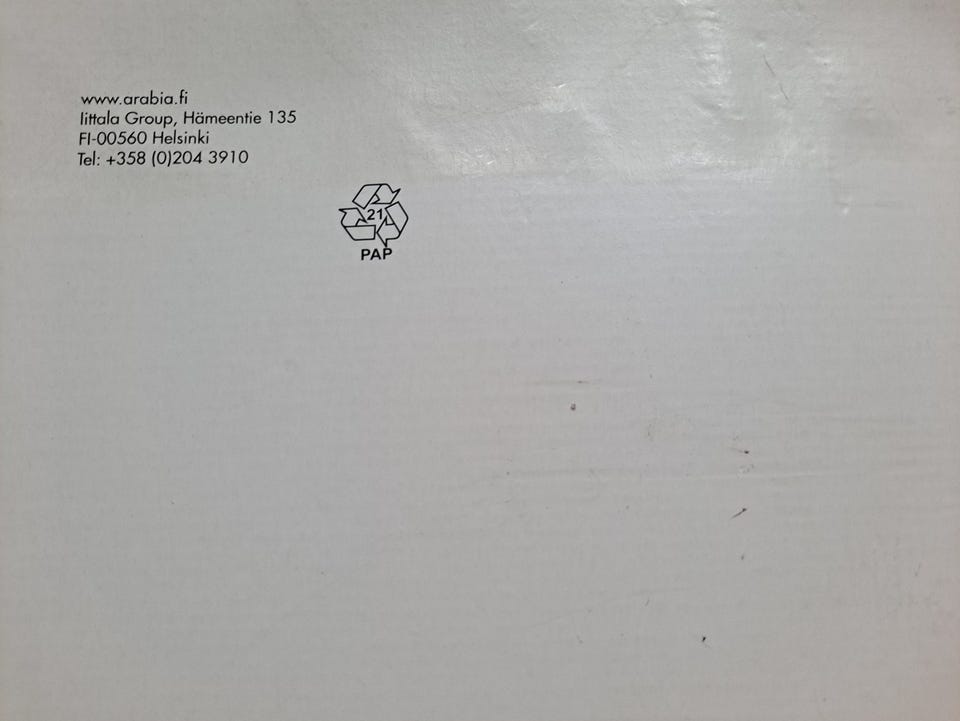 www.arabia.fi
Iittala Group, Hämeentie 135
FI-00560 Helsinki
Tel: +358 (0)204 3910
21
PAP